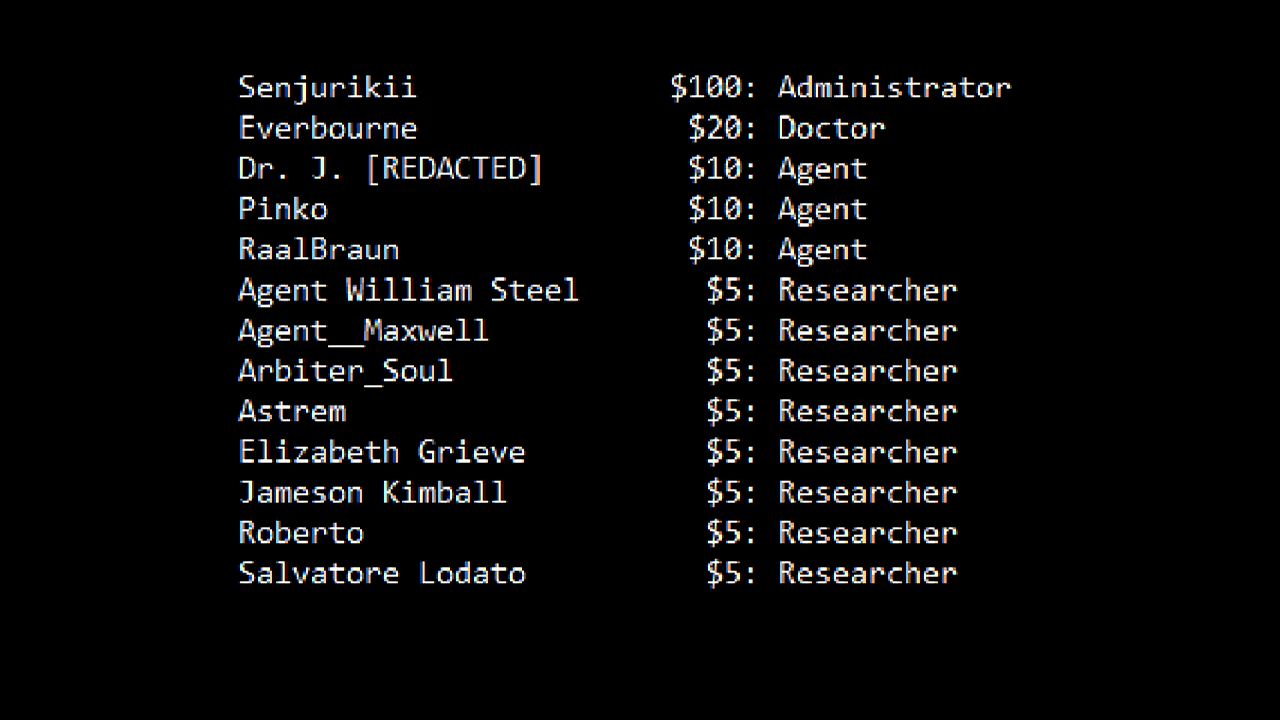 Senjurikii $100: Administrator
Everbourne $20: Doctor
Dr. J. [REDACTED] $10: Agent
Pinko $10: Agent
RaalBraun $10: Agent
Agent William Steel $5: Researcher
Agent__Maxwell $5: Researcher
Arbiter_Soul $5: Researcher
Astrem $5: Researcher
Elizabeth Grieve $5: Researcher
Jameson Kimball $5: Researcher
Roberto $5: Researcher
Salvatore Lodato $5: Researcher